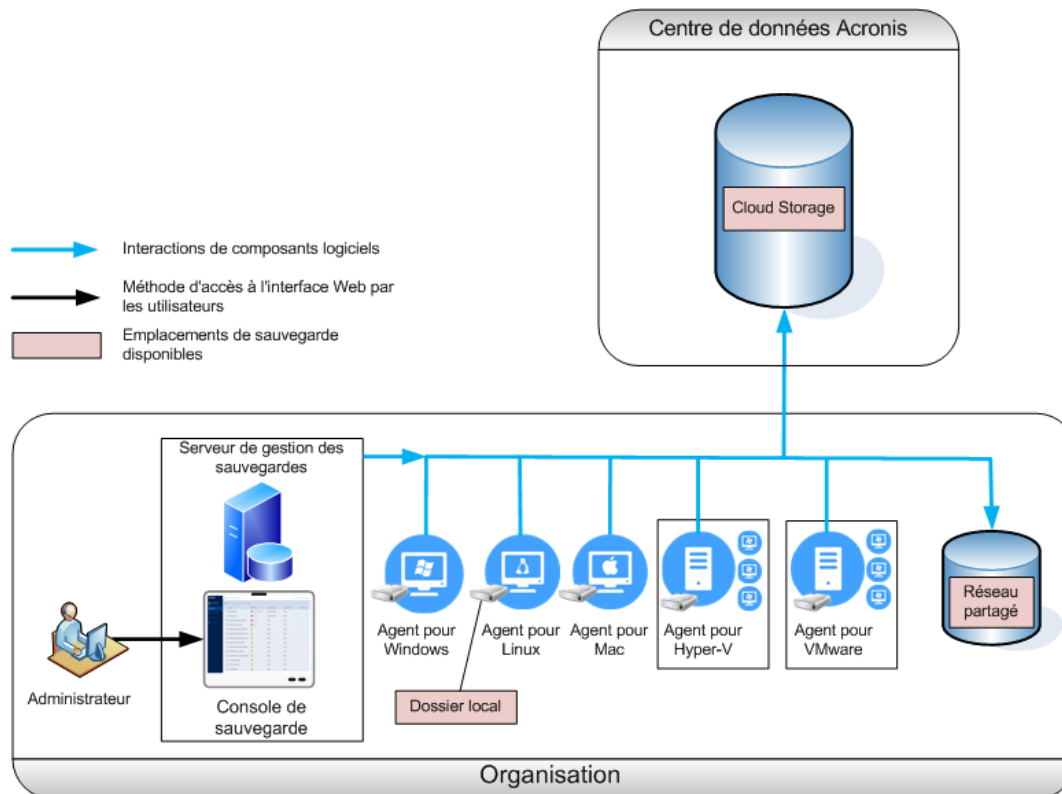 Centre de données Acronis
Cloud Storage
Interactions de composants logiciels
Méthode d'accès à l'interface Web par
les utilisateurs
Emplacements de sauvegarde
disponibles
Serveur de gestion des
sauvegardes
Administrateur
Console de
sauvegarde
Agent pour
Windows
Agent pour
Linux
Agent pour
Mac
Agent pour
Hyper-V
Agent pour
VMware
Réseau
partagé
Dossier local
Organisation